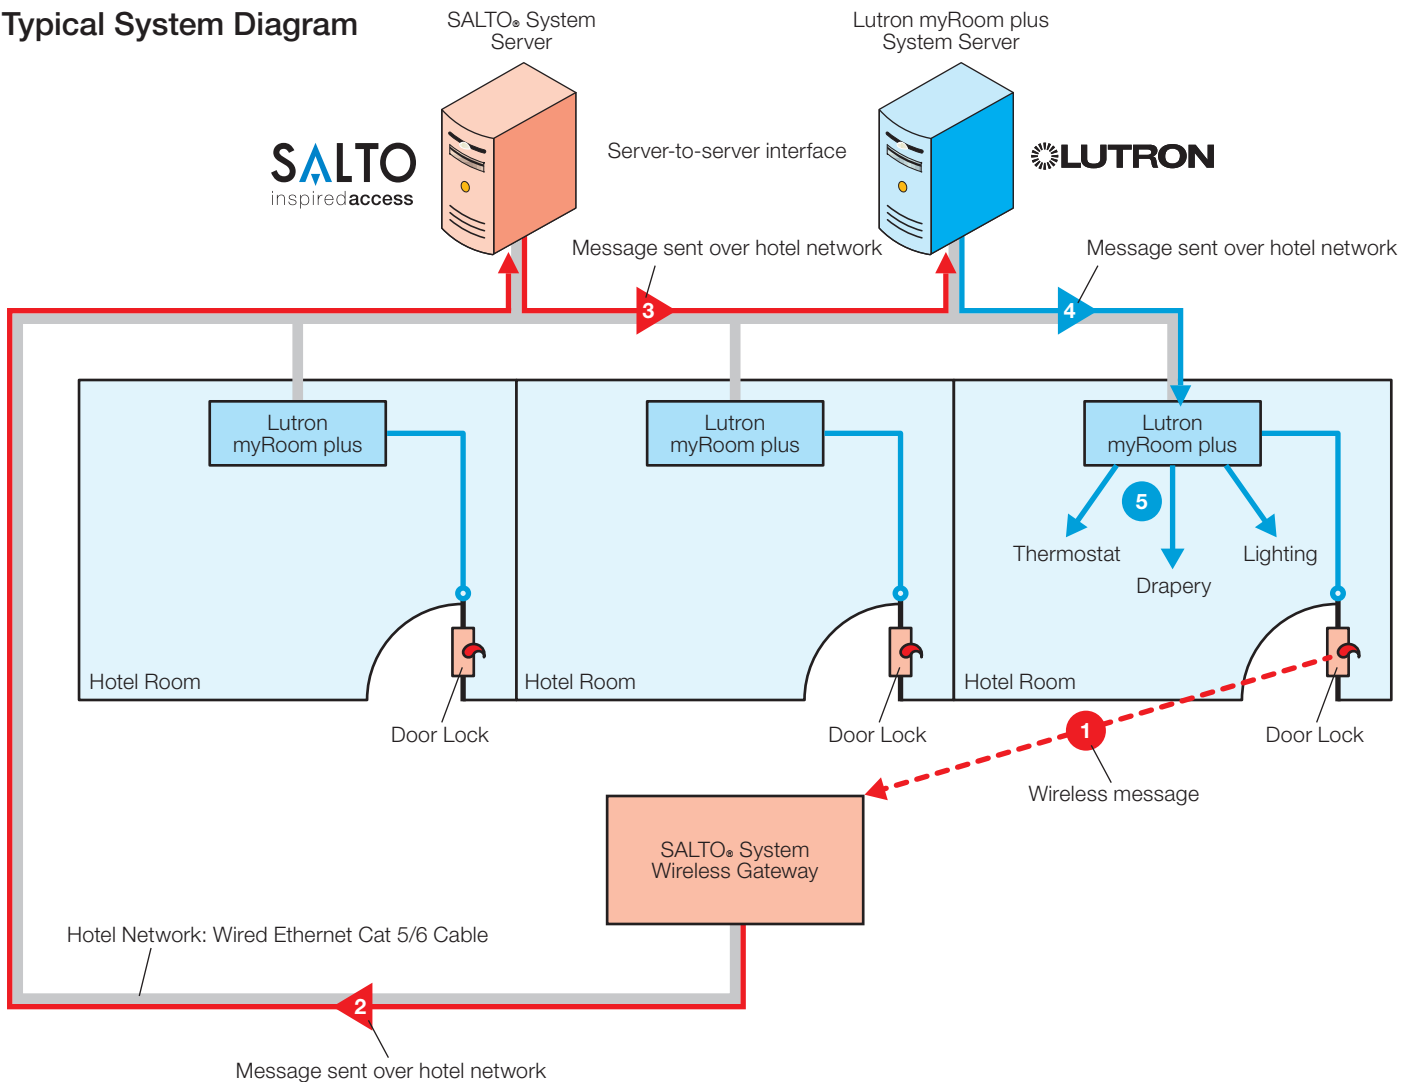 Typical System Diagram
SALTO® System
Server
Lutron myRoom plus
System Server
SALTO
inspiredaccess
Server-to-server interface
LUTRON
Message sent over hotel network
Message sent over hotel network
3
4
Lutron
myRoom plus
Lutron
myRoom plus
Lutron
myRoom plus
5
Thermostat
Drapery
Lighting
Hotel Room
Hotel Room
Hotel Room
Door Lock
Door Lock
Door Lock
1
Wireless message
SALTO® System
Wireless Gateway
Hotel Network: Wired Ethernet Cat 5/6 Cable
2
Message sent over hotel network